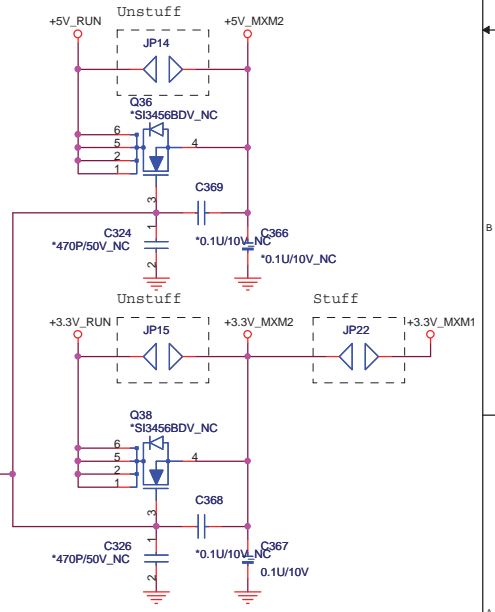 Unstuff
+5V_RUN
+5V_MXM2
JP14
Q36
*SI3456BDV_NC
6
5
2
1
4
3
C369
*0.1U/10V_NC
C324
*470P/50V_NC
1
2
C366
*0.1U/10V_NC
B
Unstuff
Stuff
+3.3V_RUN
+3.3V_MXM2
+3.3V_MXM1
JP15
JP22
Q38
*SI3456BDV_NC
6
5
2
1
4
3
C368
*0.1U/10V_NC
C326
*470P/50V_NC
1
2
C367
0.1U/10V
A